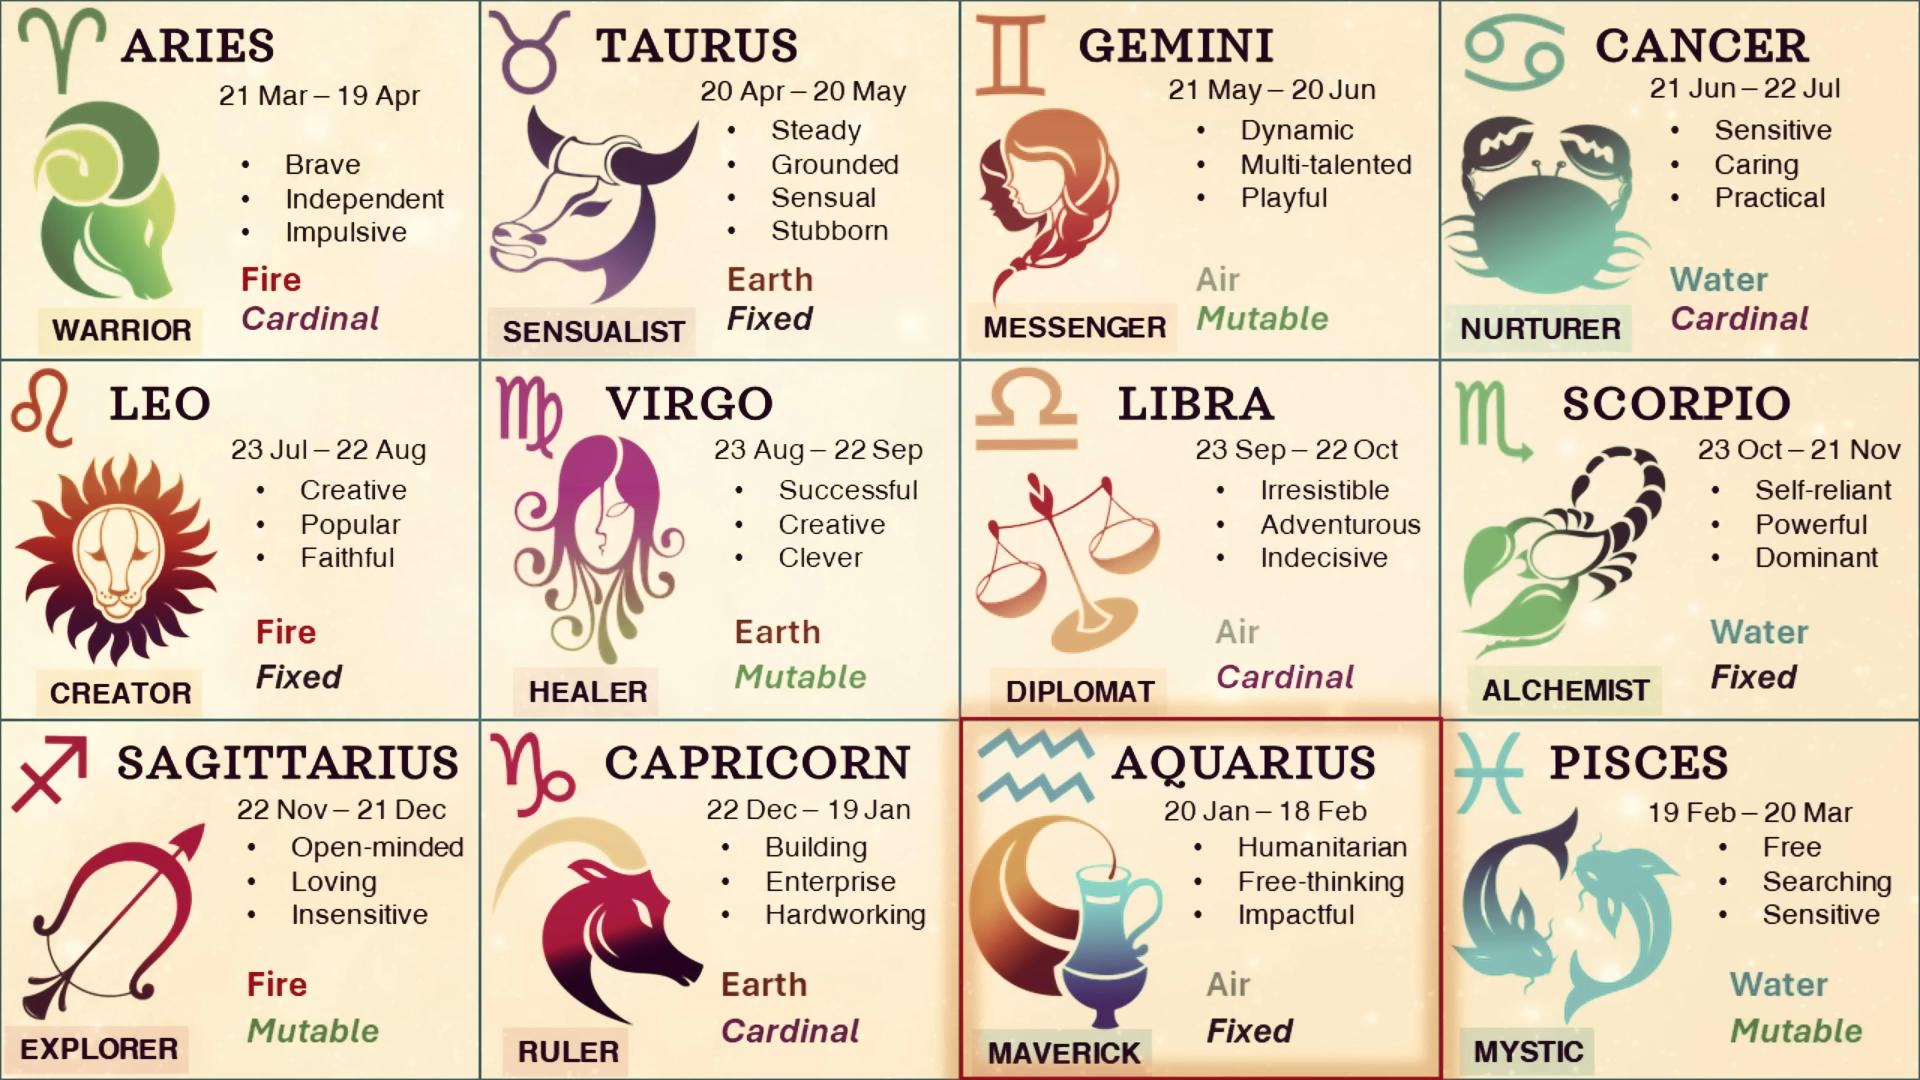 ARIES
21 Mar – 19 Apr
• Brave
• Independent
• Impulsive
Fire
Cardinal
WARRIOR
TAURUS
20 Apr – 20 May
• Steady
• Grounded
• Sensual
• Stubborn
Earth
Fixed
SENSUALIST
GEMINI
21 May – 20 Jun
• Dynamic
• Multi-talented
• Playful
Air
Mutable
MESSENGER
CANCER
21 Jun – 22 Jul
• Sensitive
• Caring
• Practical
Water
Cardinal
NURTURER
LEO
23 Jul – 22 Aug
• Creative
• Popular
• Faithful
Fire
Fixed
CREATOR
VIRGO
23 Aug – 22 Sep
• Successful
• Creative
• Clever
Earth
Mutable
HEALER
LIBRA
23 Sep – 22 Oct
• Irresistible
• Adventurous
• Indecisive
Air
Cardinal
DIPLOMAT
SCORPIO
23 Oct – 21 Nov
• Self-reliant
• Powerful
• Dominant
Water
Fixed
ALCHEMIST
SAGITTARIUS
22 Nov – 21 Dec
• Open-minded
• Loving
• Insensitive
Fire
Mutable
EXPLORER
CAPRICORN
22 Dec – 19 Jan
• Building
• Enterprise
• Hardworking
Earth
Cardinal
RULER
AQUARIUS
20 Jan – 18 Feb
• Humanitarian
• Free-thinking
• Impactful
Air
Fixed
MAVERICK
PISCES
19 Feb – 20 Mar
• Free
• Searching
• Sensitive
Water
Mutable
MYSTIC